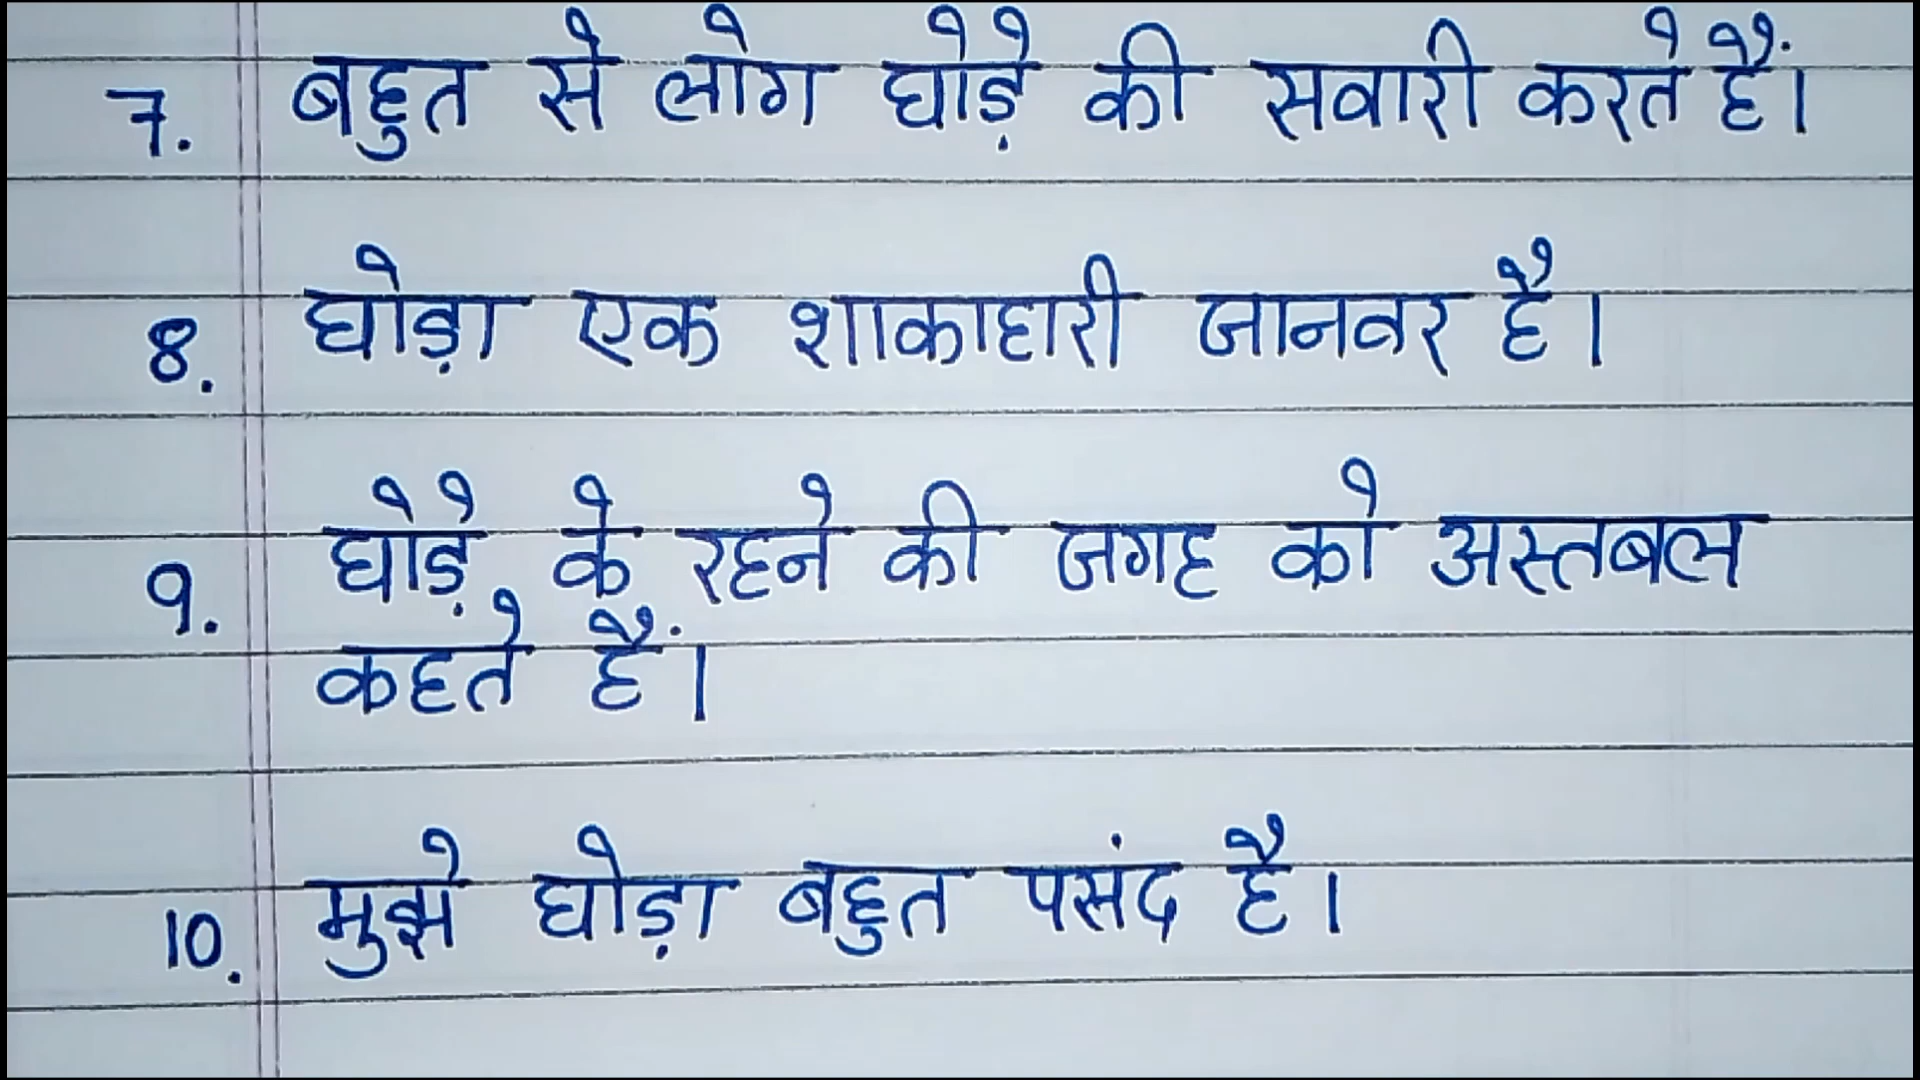 7. बहुत से लोग घोड़े की सवारी करते हैं।
8. घोड़ा एक शाकाहारी जानवर है।
9. घोड़े के रहने की जगह को अस्तबल
कहते हैं।
10. मुझे घोड़ा बहुत पसंद है।